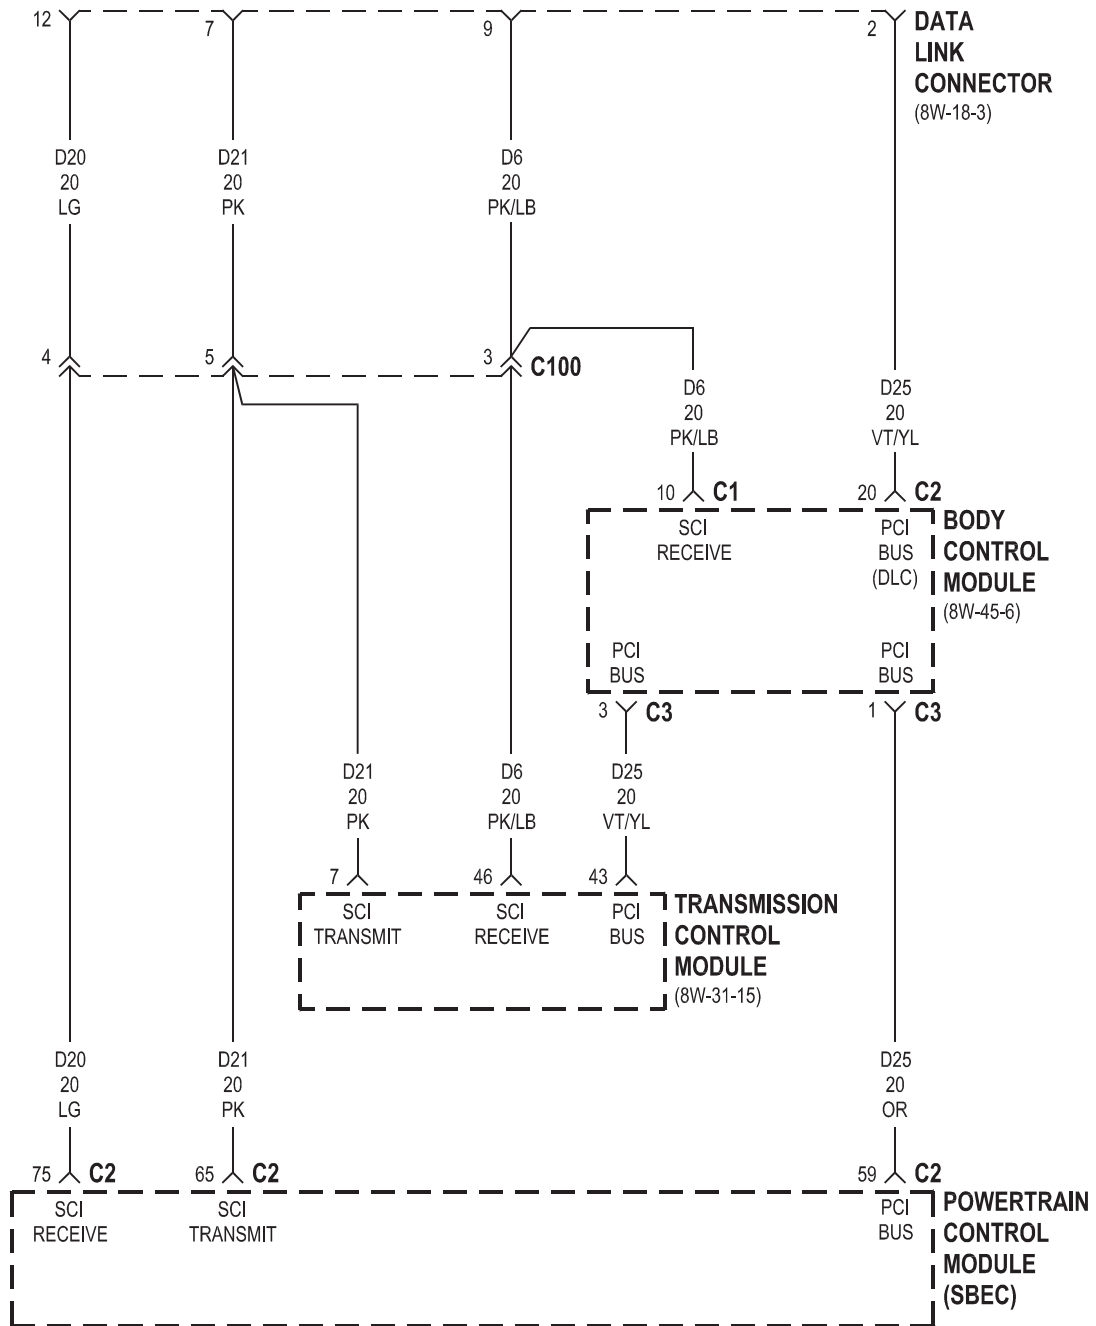 12
7
9
2
DATA
LINK
CONNECTOR
(8W-18-3)
D20
20
LG
D21
20
PK
D6
20
PK/LB
4
5
3
C100
D6
20
PK/LB
D25
20
VT/YL
10
C1
20
C2
SCI
RECEIVE
PCI
BUS
(DLC)
BODY
CONTROL
MODULE
(8W-45-6)
PCI
BUS
PCI
BUS
3
C3
1
C3
D21
20
PK
D6
20
PK/LB
D25
20
VT/YL
7
46
43
SCI
TRANSMIT
SCI
RECEIVE
PCI
BUS
TRANSMISSION
CONTROL
MODULE
(8W-31-15)
D20
20
LG
D21
20
PK
D25
20
OR
75
C2
65
C2
59
C2
SCI
RECEIVE
SCI
TRANSMIT
PCI
BUS
POWERTRAIN
CONTROL
MODULE
(SBEC)